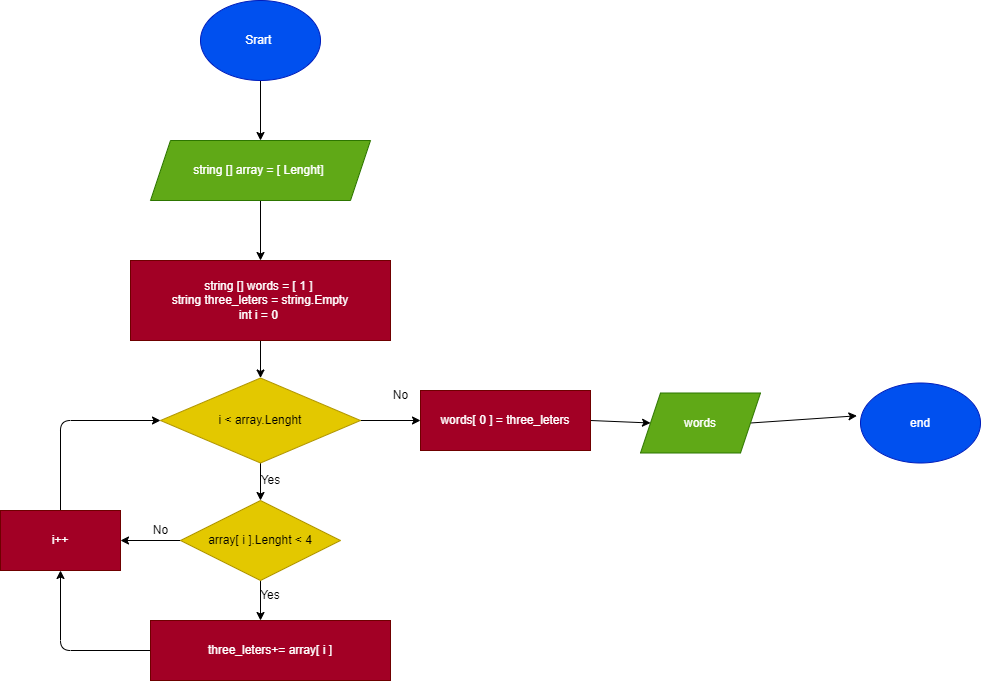 Srart
string [] array = [ Lenght]
string [] words = [ 1 ]
string three_leters = string.Empty
int i = 0
i < array.Lenght
No
words[ 0 ] = three_leters
words
end
Yes
array[ i ].Lenght < 4
No
i++
Yes
three_leters+= array[ i ]